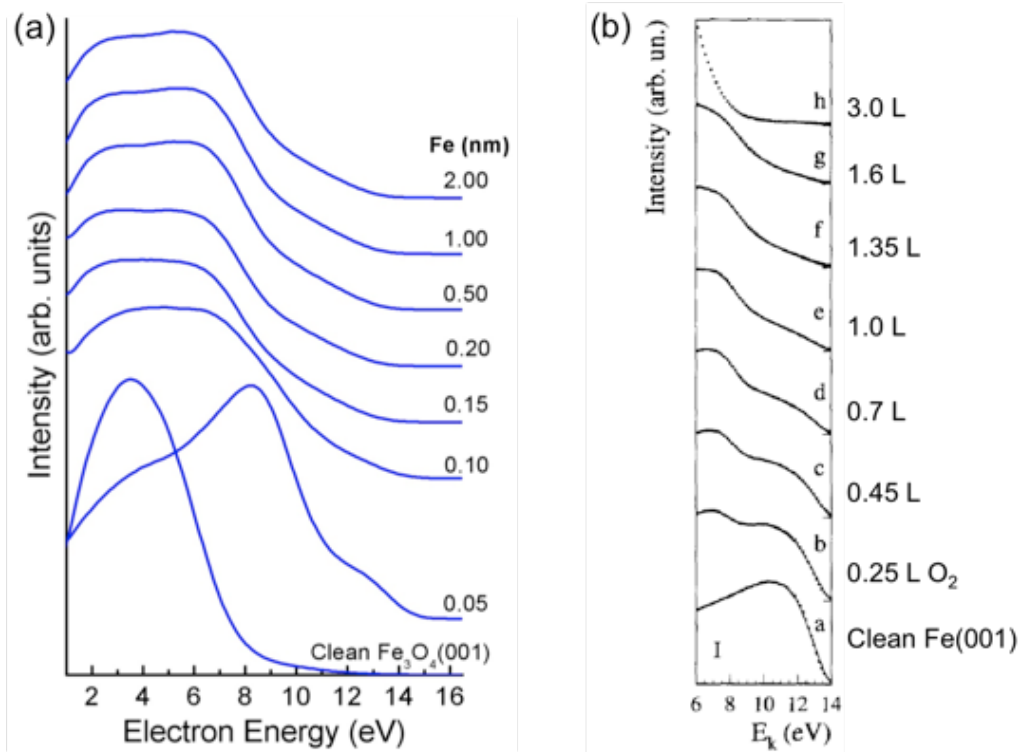 (a)
Intensity (arb. units)
Fe (nm)
2.00
1.00
0.50
0.20
0.15
0.10
0.05
Clean Fe₃O₄(001)
2 4 6 8 10 12 14 16
Electron Energy (eV)
(b)
Intensity (arb. un.)
h 3.0 L
g 1.6 L
f 1.35 L
e 1.0 L
d 0.7 L
c 0.45 L
b 0.25 L O₂
a Clean Fe(001)
I
6 8 10 12 14
Eₖ (eV)